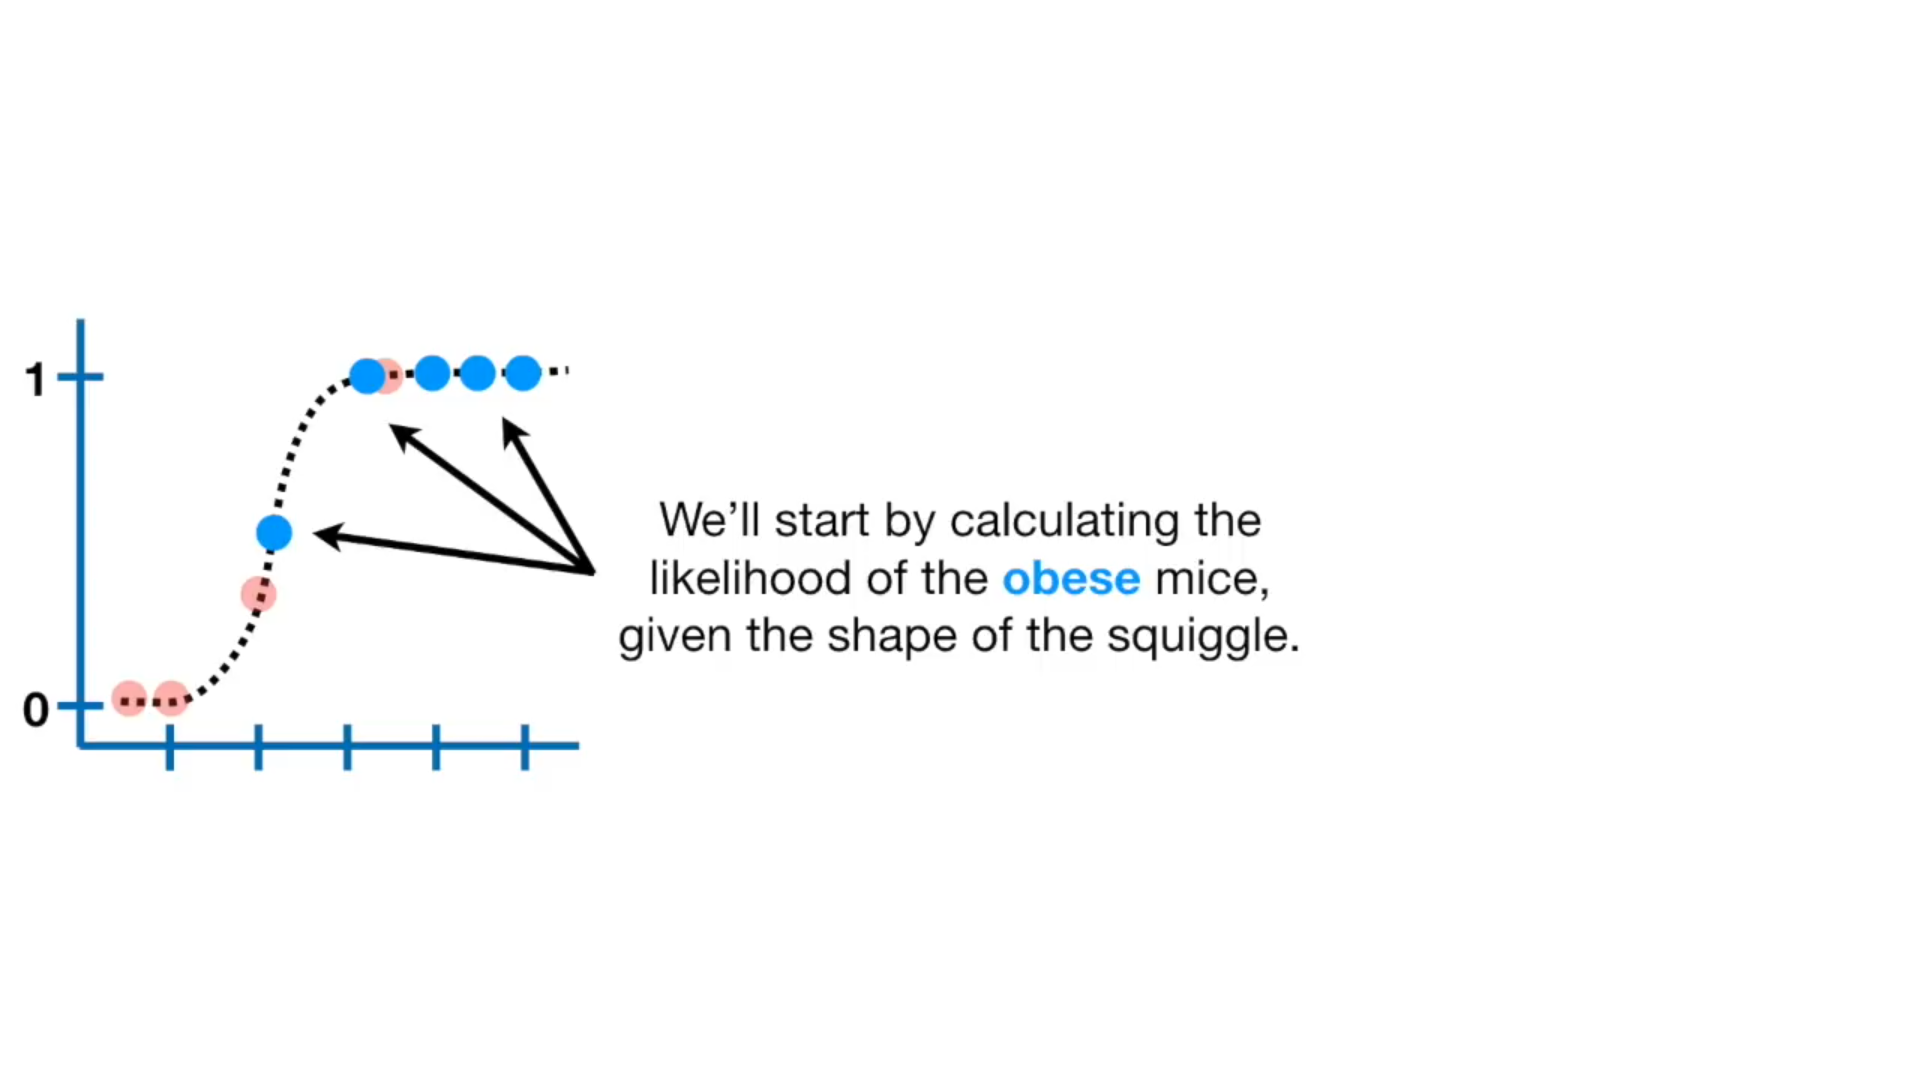 1
We’ll start by calculating the
likelihood of the obese mice,
given the shape of the squiggle.
0